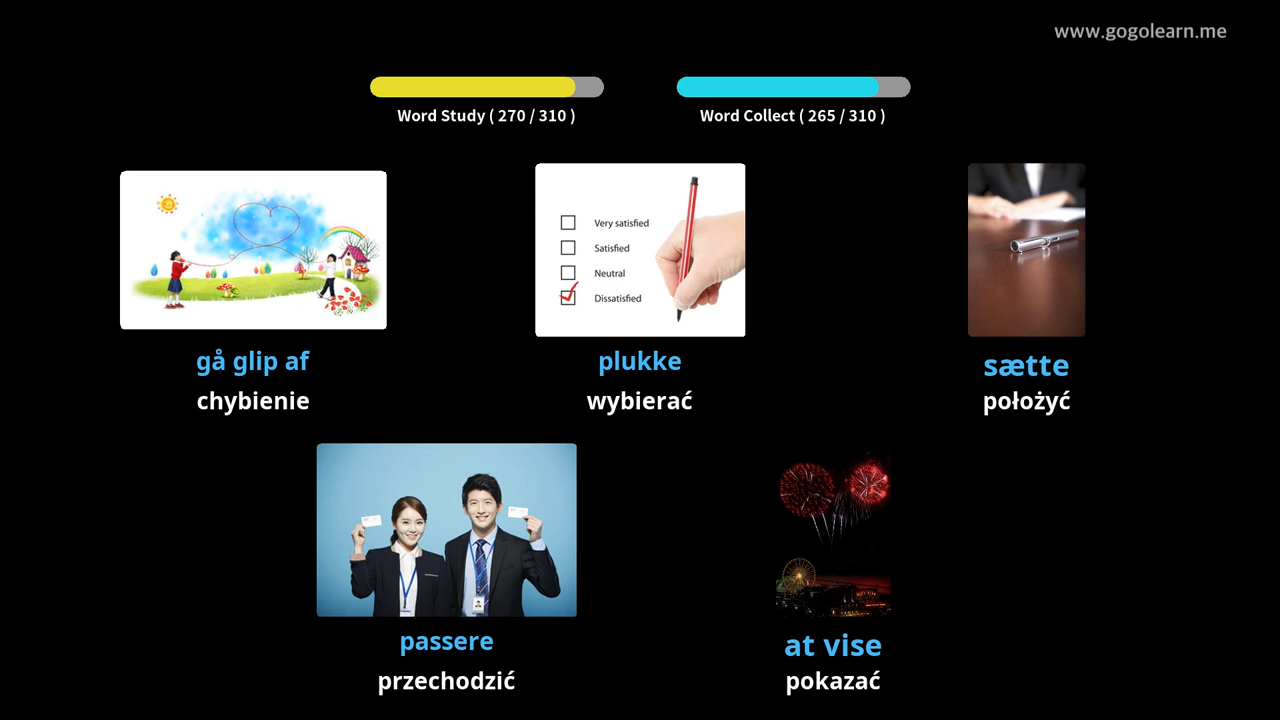 www.gogolearn.me
Word Study ( 270 / 310 )
Word Collect ( 265 / 310 )
Very satisfied
Satisfied
Neutral
Dissatisfied
gå glip af
plukke
sætte
chybienie
wybierać
położyć
passere
at vise
przechodzić
pokazać